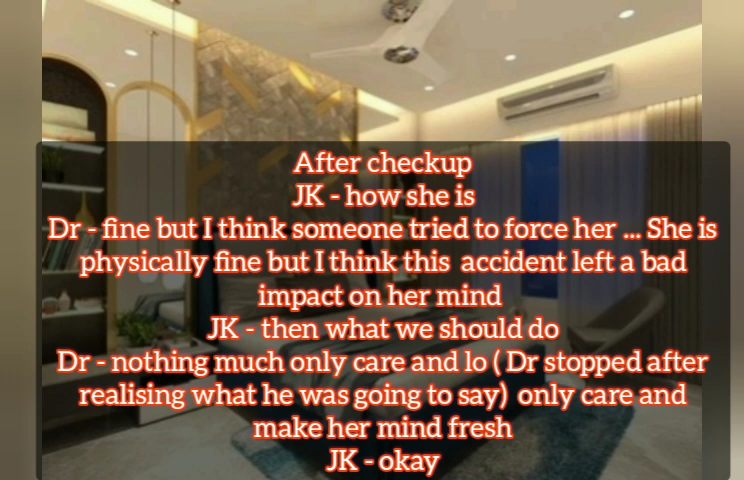 After checkup
JK - how she is
Dr - fine but I think someone tried to force her ... She is
physically fine but I think this accident left a bad
impact on her mind
JK - then what we should do
Dr - nothing much only care and lo ( Dr stopped after
realising what he was going to say) only care and
make her mind fresh
JK - okay